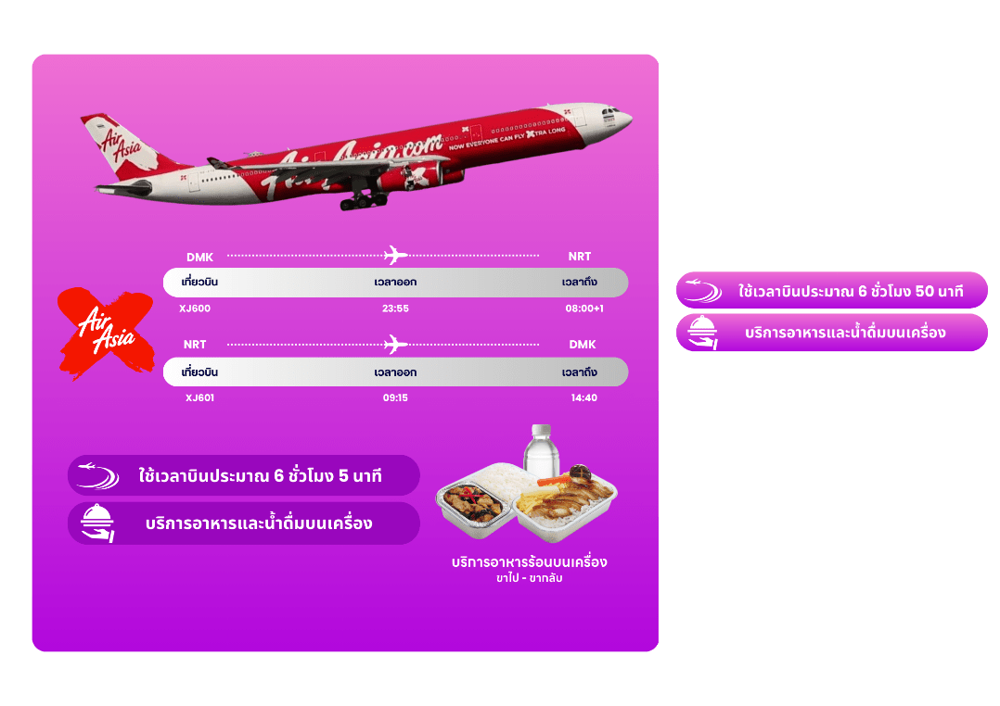 Air
Asia
AirAsia.com
NOW EVERYONE CAN FLY XTRA LONG
DMK NRT
เที่ยวบิน เวลาออก เวลาถึง
XJ600 23:55 08:00+1
Air
Asia
NRT DMK
เที่ยวบิน เวลาออก เวลาถึง
XJ601 09:15 14:40
ใช้เวลาบินประมาณ 6 ชั่วโมง 5 นาที
บริการอาหารและน้ำดื่มบนเครื่อง
บริการอาหารร้อนบนเครื่อง
ขาไป - ขากลับ
ใช้เวลาบินประมาณ 6 ชั่วโมง 50 นาที
บริการอาหารและน้ำดื่มบนเครื่อง